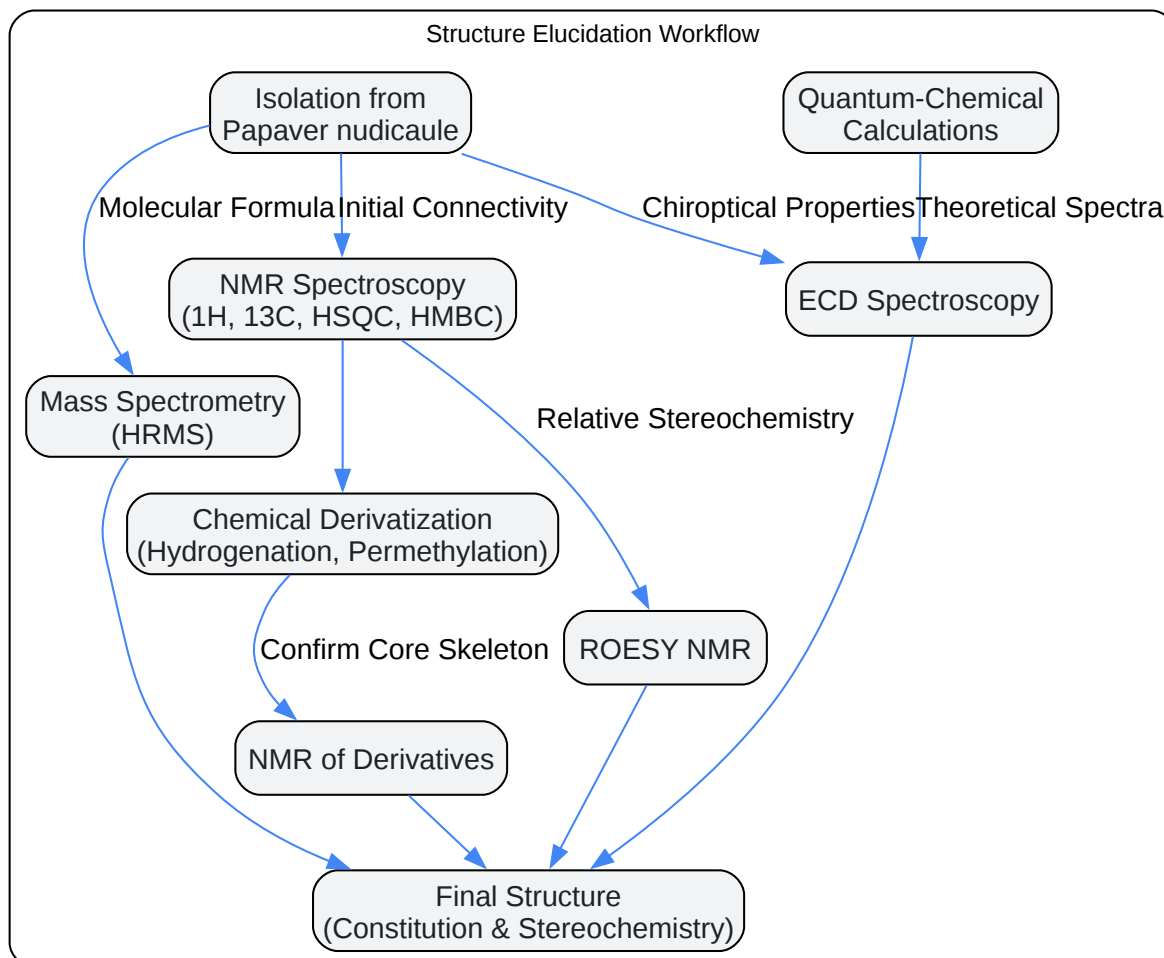 Structure Elucidation Workflow
Isolation from
Papaver nudicaule
Quantum-Chemical
Calculations
Molecular Formula
Initial Connectivity
Chiroptical Properties
Theoretical Spectra
NMR Spectroscopy
(1H, 13C, HSQC, HMBC)
ECD Spectroscopy
Mass Spectrometry
(HRMS)
Relative Stereochemistry
Chemical Derivatization
(Hydrogenation, Permethylation)
Confirm Core Skeleton
ROESY NMR
NMR of Derivatives
Final Structure
(Constitution & Stereochemistry)